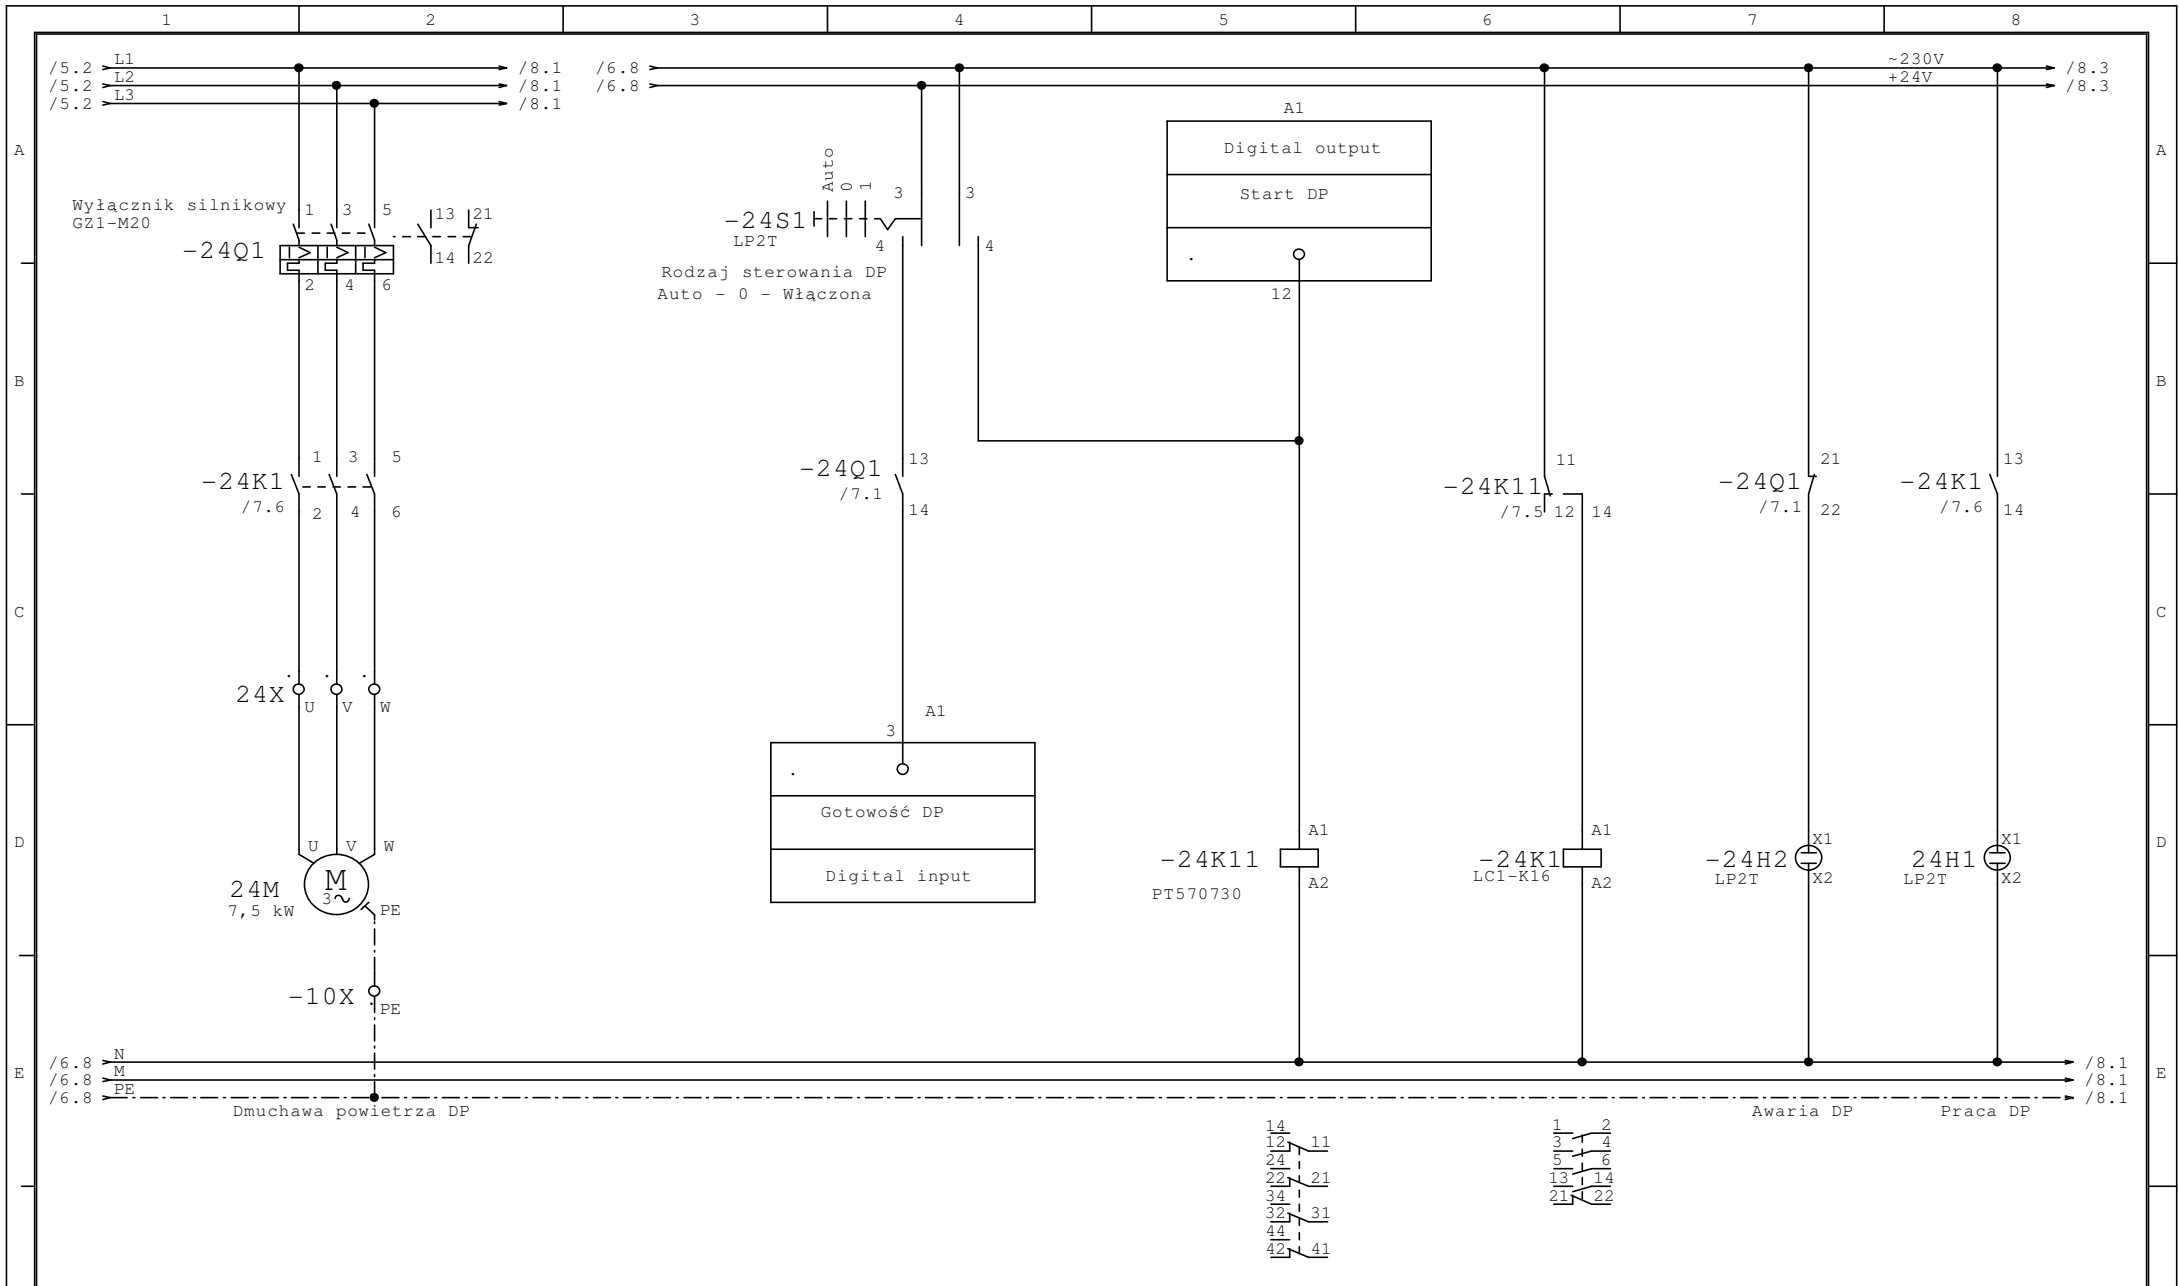 1 2 3 4 5 6 7 8
/5.2 L1 /8.1 /6.8 ~230V /8.3
/5.2 L2 /8.1 /6.8 +24V /8.3
/5.2 L3 /8.1
A1
A Digital output A
Auto 0 1
Start DP
3 3
-24S1
LP2T
4 4
Wyłącznik silnikowy
GZ1-M20
1 3 5 13 21
-24Q1
14 22
2 4 6
Rodzaj sterowania DP
Auto - 0 - Włączona
.
12
B B
1 3 5
-24K1
/7.6
2 4 6
13
-24Q1
/7.1
14
11
-24K11
/7.5 12 14
21
-24Q1
/7.1 22
13
-24K1
/7.6 14
C C
. . .
24X
U V W
A1
3
.
Gotowość DP
Digital input
D D
U V W
M
3~
24M
7,5 kW
PE
A1
-24K11
A2
PT570730
A1
-24K1
LC1-K16
A2
X1
-24H2
LP2T
X2
X1
24H1
LP2T
X2
-10X
.
PE
/6.8 N /8.1
E /6.8 M /8.1 E
/6.8 PE /8.1
Dmuchawa powietrza DP Awaria DP Praca DP
14
12 11
24
22 21
34
32 31
44
42 41
1 2
3 4
5 6
13 14
21 22